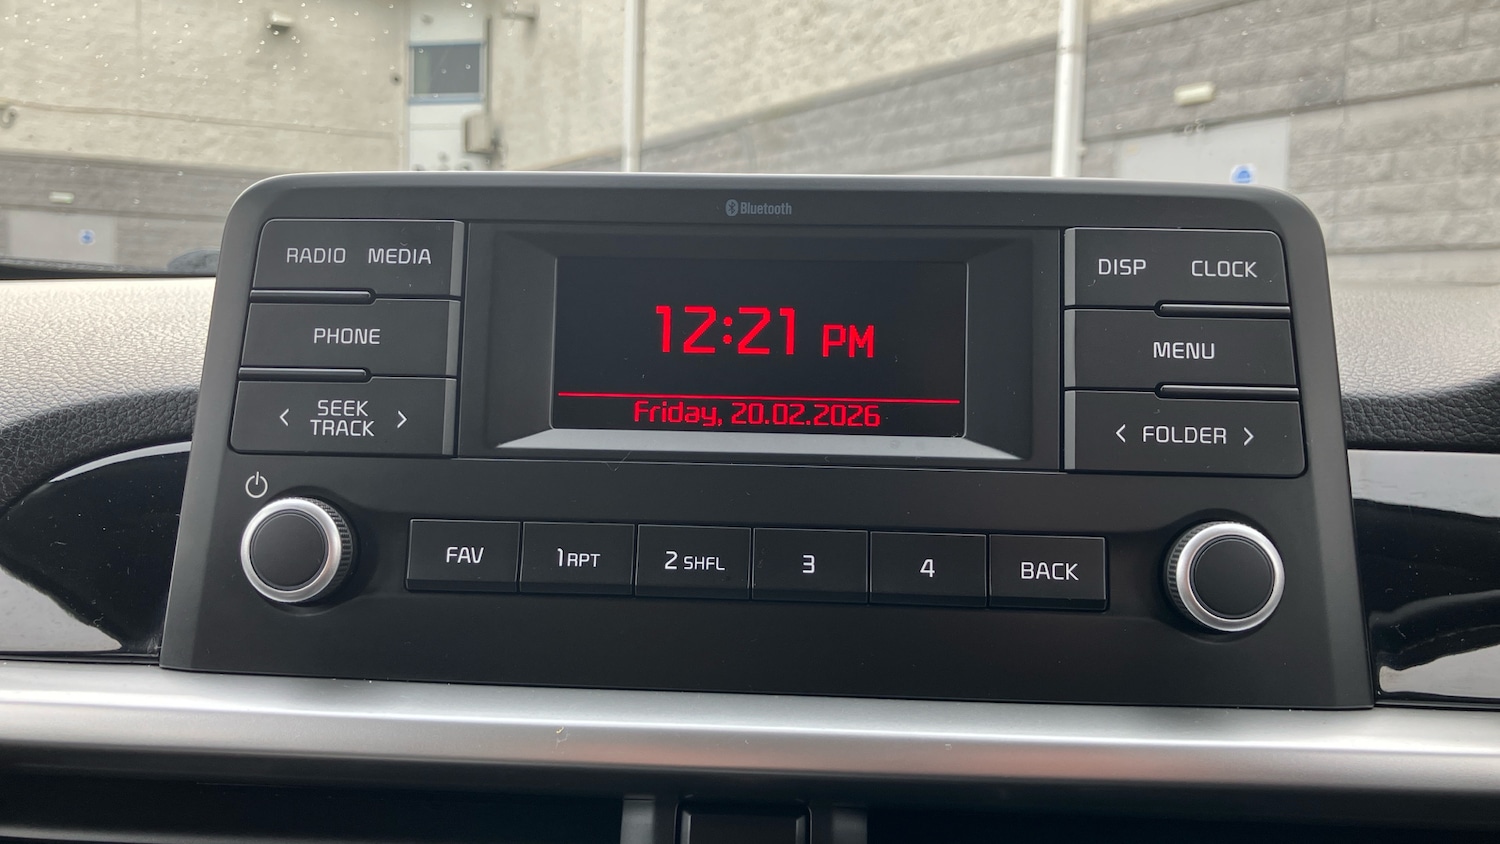 Bluetooth
RADIO MEDIA
PHONE
< SEEK TRACK >
12:21 PM
Friday, 20.02.2026
DISP CLOCK
MENU
< FOLDER >
FAV
1 RPT
2 SHFL
3
4
BACK